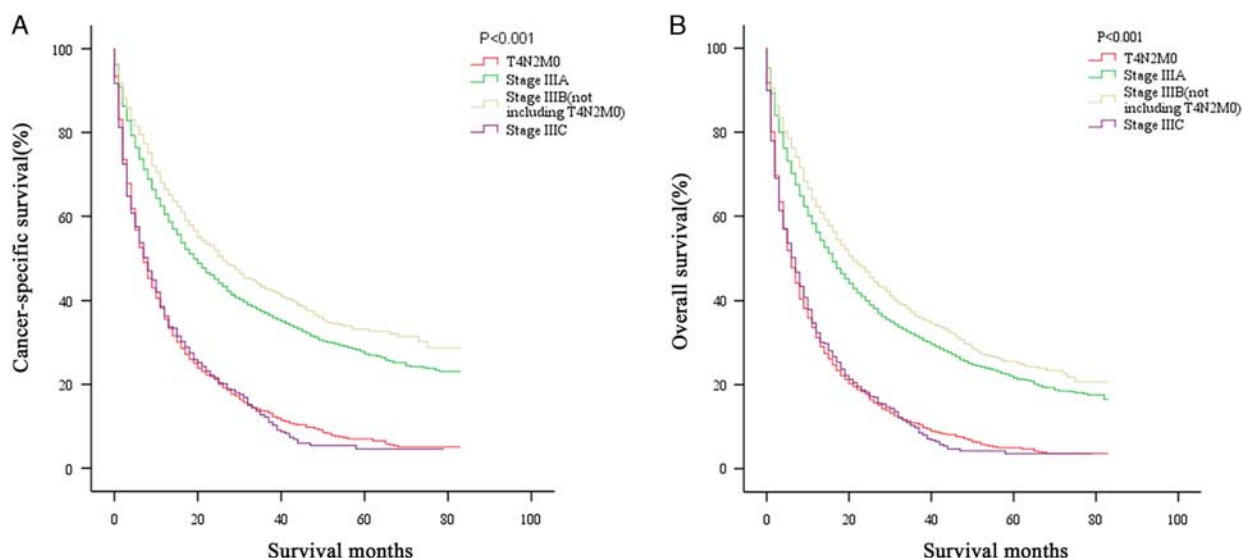 A
P<0.001
T4N2M0
Stage IIIA
Stage IIIB(not
including T4N2M0)
Stage IIIC
Cancer-specific survival(%)
100
80
60
40
20
0
0 20 40 60 80 100
Survival months
B
P<0.001
T4N2M0
Stage IIIA
Stage IIIB(not
including T4N2M0)
Stage IIIC
Overall survival(%)
100
80
60
40
20
0
0 20 40 60 80 100
Survival months